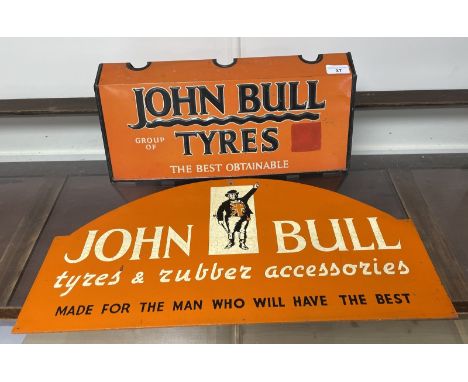 37
JOHN BULL
GROUP OF
TYRES
THE BEST OBTAINABLE
JOHN BULL
tyres & rubber accessories
MADE FOR THE MAN WHO WILL HAVE THE BEST